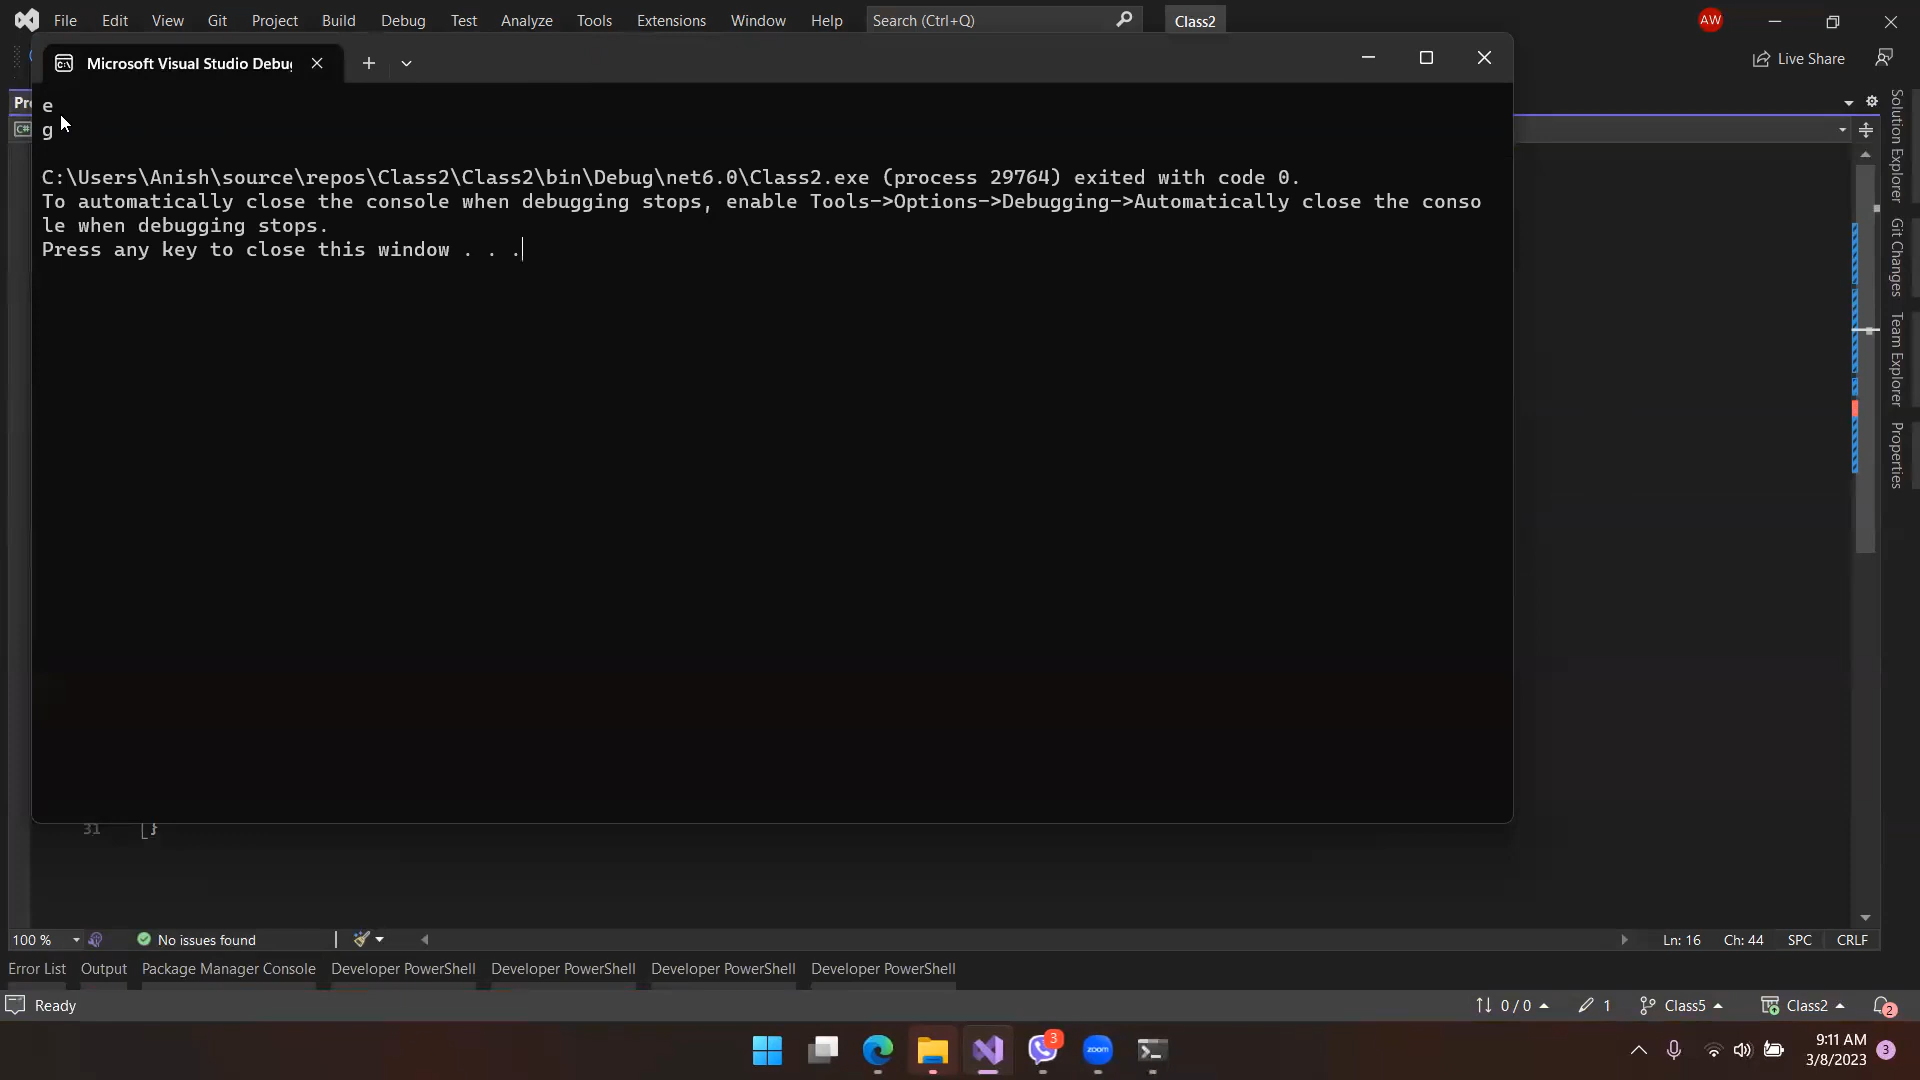 File Edit View Git Project Build Debug Test Analyze Tools Extensions Window Help Search (Ctrl+Q) Class2 AW
Microsoft Visual Studio Debug
Live Share
e
g
C:\Users\Anish\source\repos\Class2\Class2\bin\Debug\net6.0\Class2.exe (process 29764) exited with code 0.
To automatically close the console when debugging stops, enable Tools->Options->Debugging->Automatically close the conso
le when debugging stops.
Press any key to close this window . . .
Solution Explorer
Git Changes
Team Explorer
Properties
31 }
100 % No issues found Ln: 16 Ch: 44 SPC CRLF
Error List Output Package Manager Console Developer PowerShell Developer PowerShell Developer PowerShell Developer PowerShell
Ready 0 / 0 1 Class5 Class2 2
3 zoom 9:11 AM
3/8/2023 3